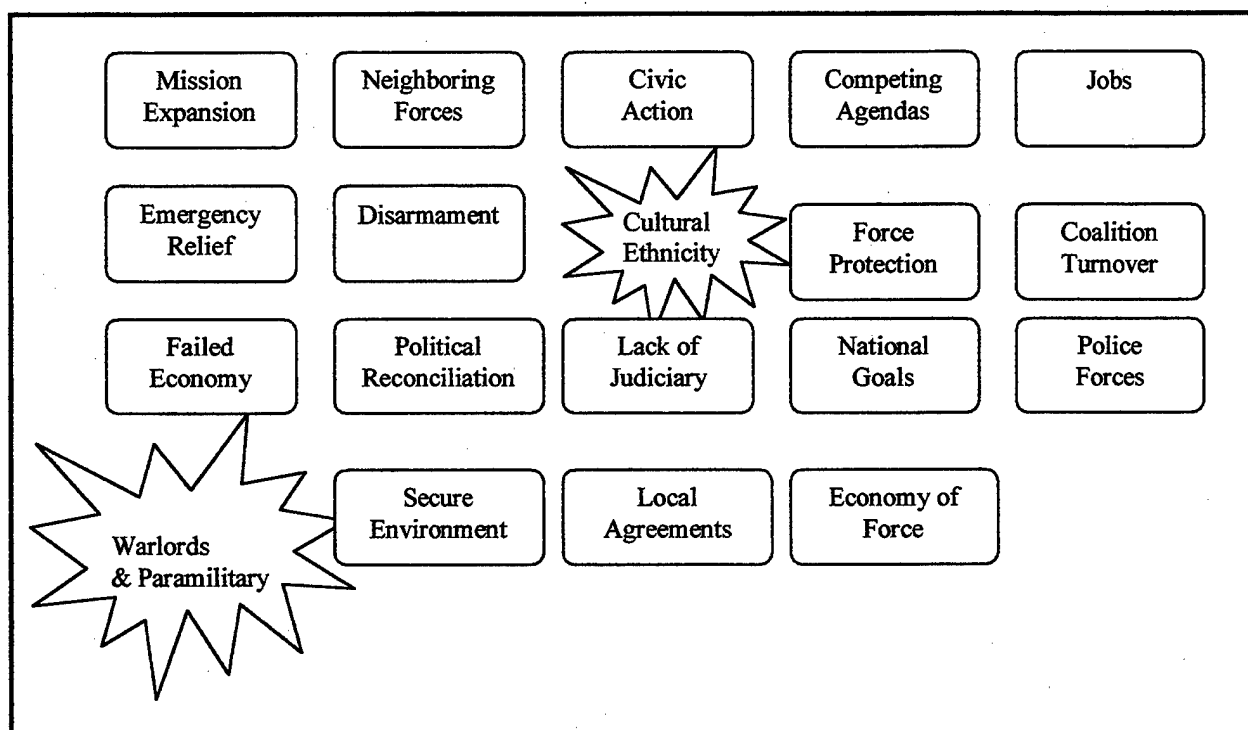 Mission
Expansion
Neighboring
Forces
Civic
Action
Competing
Agendas
Jobs
Emergency
Relief
Disarmament
Cultural
Ethnicity
Force
Protection
Coalition
Turnover
Failed
Economy
Political
Reconciliation
Lack of
Judiciary
National
Goals
Police
Forces
Warlords
& Paramilitary
Secure
Environment
Local
Agreements
Economy of
Force